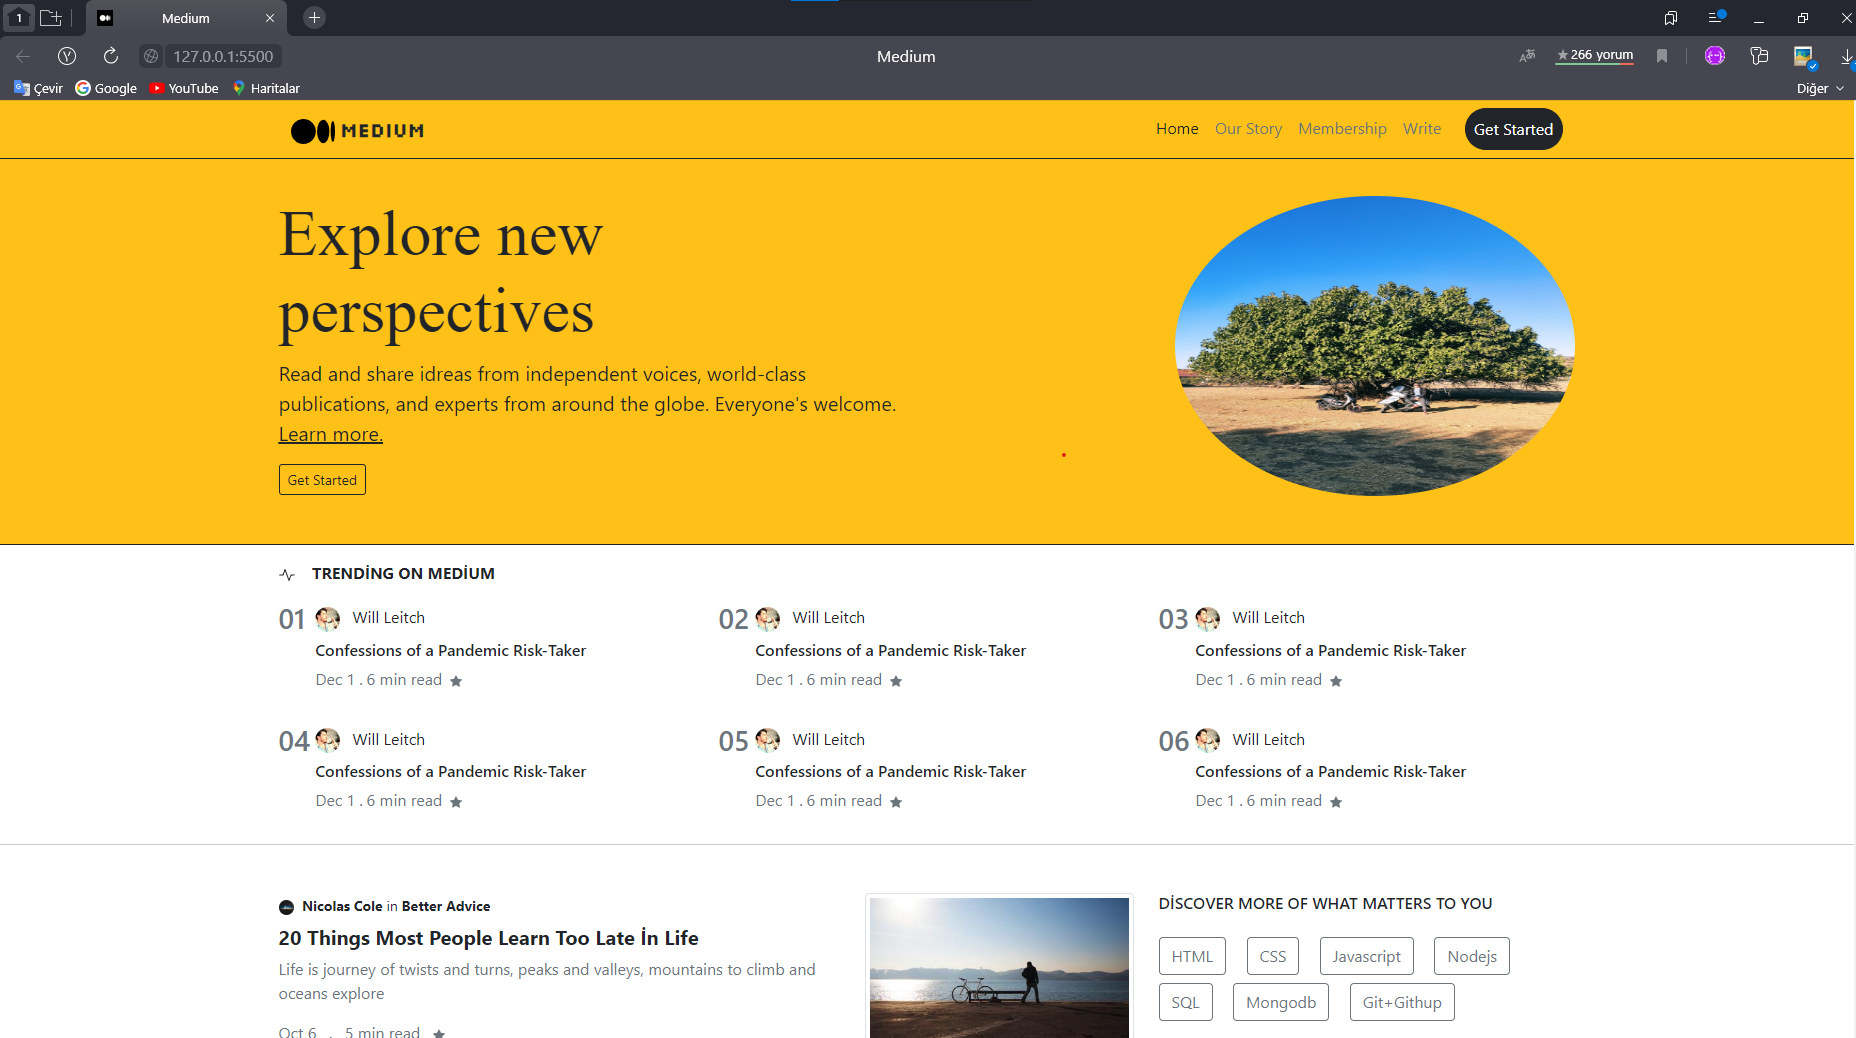 1
Medium
127.0.0.1:5500
Medium
266 yorum
Çevir Google YouTube Haritalar
Diğer
MEDIUM
Home Our Story Membership Write Get Started
Explore new
perspectives
Read and share idreas from independent voices, world-class
publications, and experts from around the globe. Everyone's welcome.
Learn more.
Get Started
TRENDİNG ON MEDİUM
01 Will Leitch
Confessions of a Pandemic Risk-Taker
Dec 1 . 6 min read
02 Will Leitch
Confessions of a Pandemic Risk-Taker
Dec 1 . 6 min read
03 Will Leitch
Confessions of a Pandemic Risk-Taker
Dec 1 . 6 min read
04 Will Leitch
Confessions of a Pandemic Risk-Taker
Dec 1 . 6 min read
05 Will Leitch
Confessions of a Pandemic Risk-Taker
Dec 1 . 6 min read
06 Will Leitch
Confessions of a Pandemic Risk-Taker
Dec 1 . 6 min read
Nicolas Cole in Better Advice
20 Things Most People Learn Too Late İn Life
Life is journey of twists and turns, peaks and valleys, mountains to climb and
oceans explore
Oct 6 . 5 min read
DİSCOVER MORE OF WHAT MATTERS TO YOU
HTML CSS Javascript Nodejs
SQL Mongodb Git+Githup